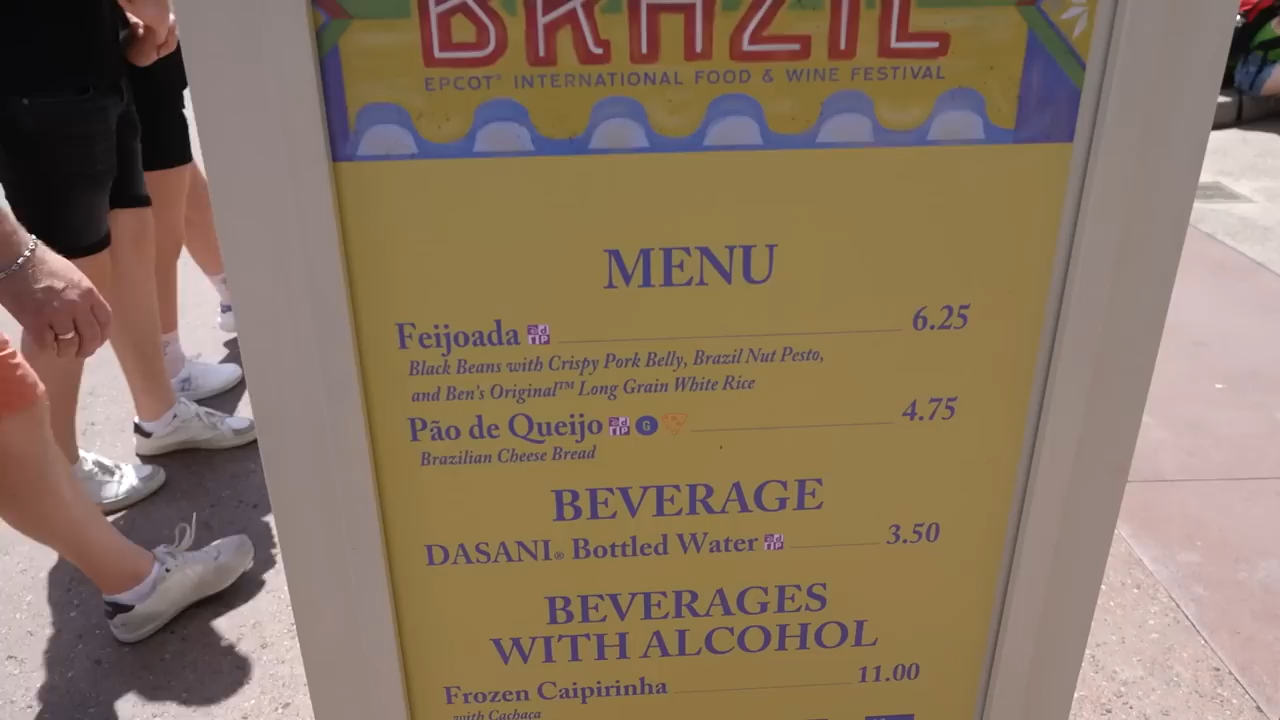 BRAZIL
EPCOT® INTERNATIONAL FOOD & WINE FESTIVAL
MENU
Feijoada 6.25
Black Beans with Crispy Pork Belly, Brazil Nut Pesto,
and Ben's Original™ Long Grain White Rice
Pão de Queijo G 4.75
Brazilian Cheese Bread
BEVERAGE
DASANI® Bottled Water 3.50
BEVERAGES
WITH ALCOHOL
Frozen Caipirinha 11.00
with Cachaca